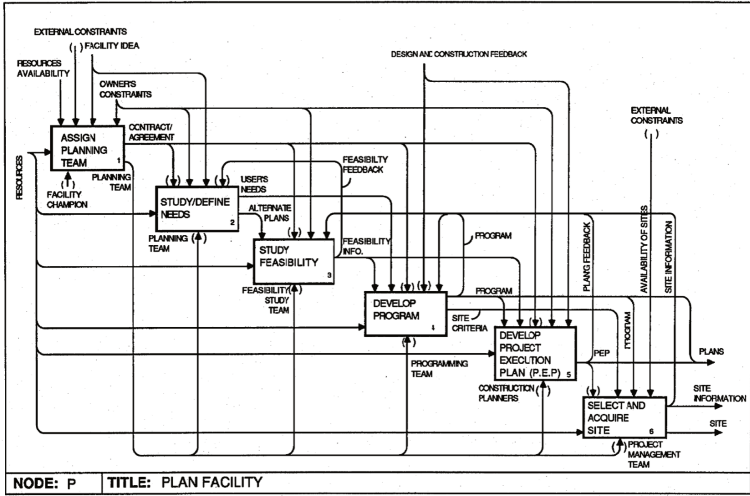 EXTERNAL CONSTRAINTS
( ) FACILITY IDEA
RESOURCES
AVAILABILITY
OWNER'S
CONSTRAINTS
DESIGN AND CONSTRUCTION FEEDBACK
EXTERNAL
CONSTRAINTS
( )
RESOURCES
ASSIGN
PLANNING
TEAM
1
CONTRACT/
AGREEMENT
PLANNING
TEAM
( )
FACILITY
CHAMPION
( )
( )
STUDY/DEFINE
NEEDS
2
USER'S
NEEDS
FEASIBILTY
FEEDBACK
ALTERNATE
PLANS
PLANNING ( )
TEAM
( )
STUDY
FEASIBILITY
3
FEASIBILITY
INFO.
FEASIBILITY( )
STUDY
TEAM
PROGRAM
PLANG FEEDBACK
AVAILABILITY OF SITES
SITE INFORMATION
( )
( )
DEVELOP
PROGRAM
PROGRAM
SITE
CRITERIA
( )
PROGRAMMING
TEAM
( )
DEVELOP
PROJECT
EXECUTION
PLAN (P.E.P)
5
PEP
PROGRAM
PLANS
CONSTRUCTION ( )
PLANNERS
( )
SELECT AND
ACQUIRE
SITE
6
SITE
INFORMATION
SITE
( )
PROJECT
MANAGEMENT
TEAM
NODE: P
TITLE: PLAN FACILITY